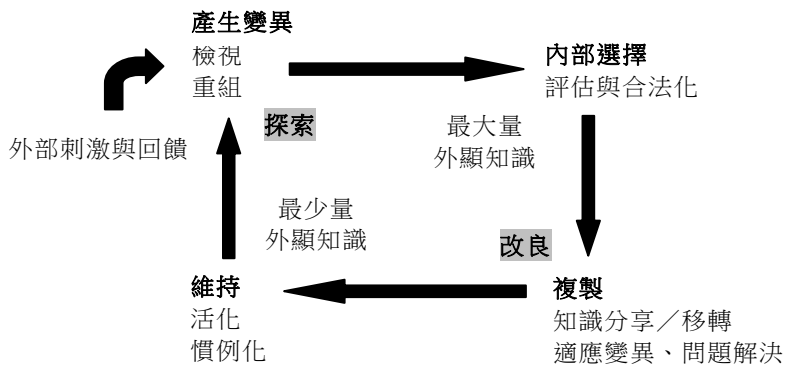 產生變異
檢視
重組
內部選擇
評估與合法化
探索
外部刺激與回饋
最大量
外顯知識
最少量
外顯知識
改良
維持
活化
慣例化
複製
知識分享／移轉
適應變異、問題解決